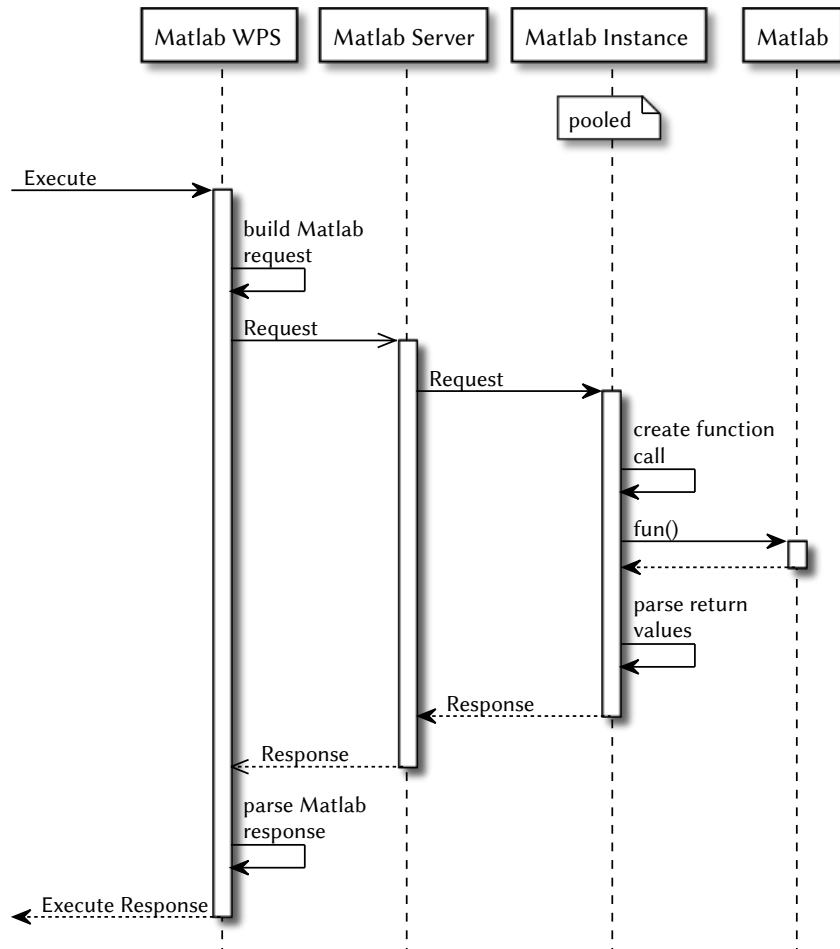 Matlab WPS
Matlab Server
Matlab Instance
Matlab
pooled
Execute
build Matlab
request
Request
Request
create function
call
fun()
parse return
values
Response
Response
parse Matlab
response
Execute Response